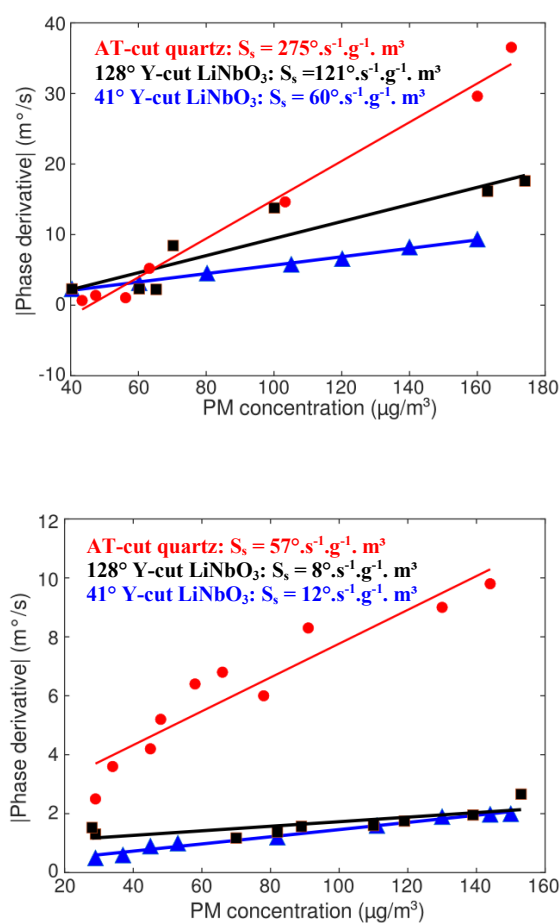 AT-cut quartz: Sₛ = 275°.s⁻¹.g⁻¹. m³
128° Y-cut LiNbO₃: Sₛ =121°.s⁻¹.g⁻¹. m³
41° Y-cut LiNbO₃: Sₛ = 60°.s⁻¹.g⁻¹. m³
|Phase derivative| (m°/s)
40
30
20
10
0
-10
40 60 80 100 120 140 160 180
PM concentration (µg/m³)
AT-cut quartz: Sₛ = 57°.s⁻¹.g⁻¹. m³
128° Y-cut LiNbO₃: Sₛ = 8°.s⁻¹.g⁻¹. m³
41° Y-cut LiNbO₃: Sₛ = 12°.s⁻¹.g⁻¹. m³
|Phase derivative| (m°/s)
12
10
8
6
4
2
0
20 40 60 80 100 120 140 160
PM concentration (µg/m³)